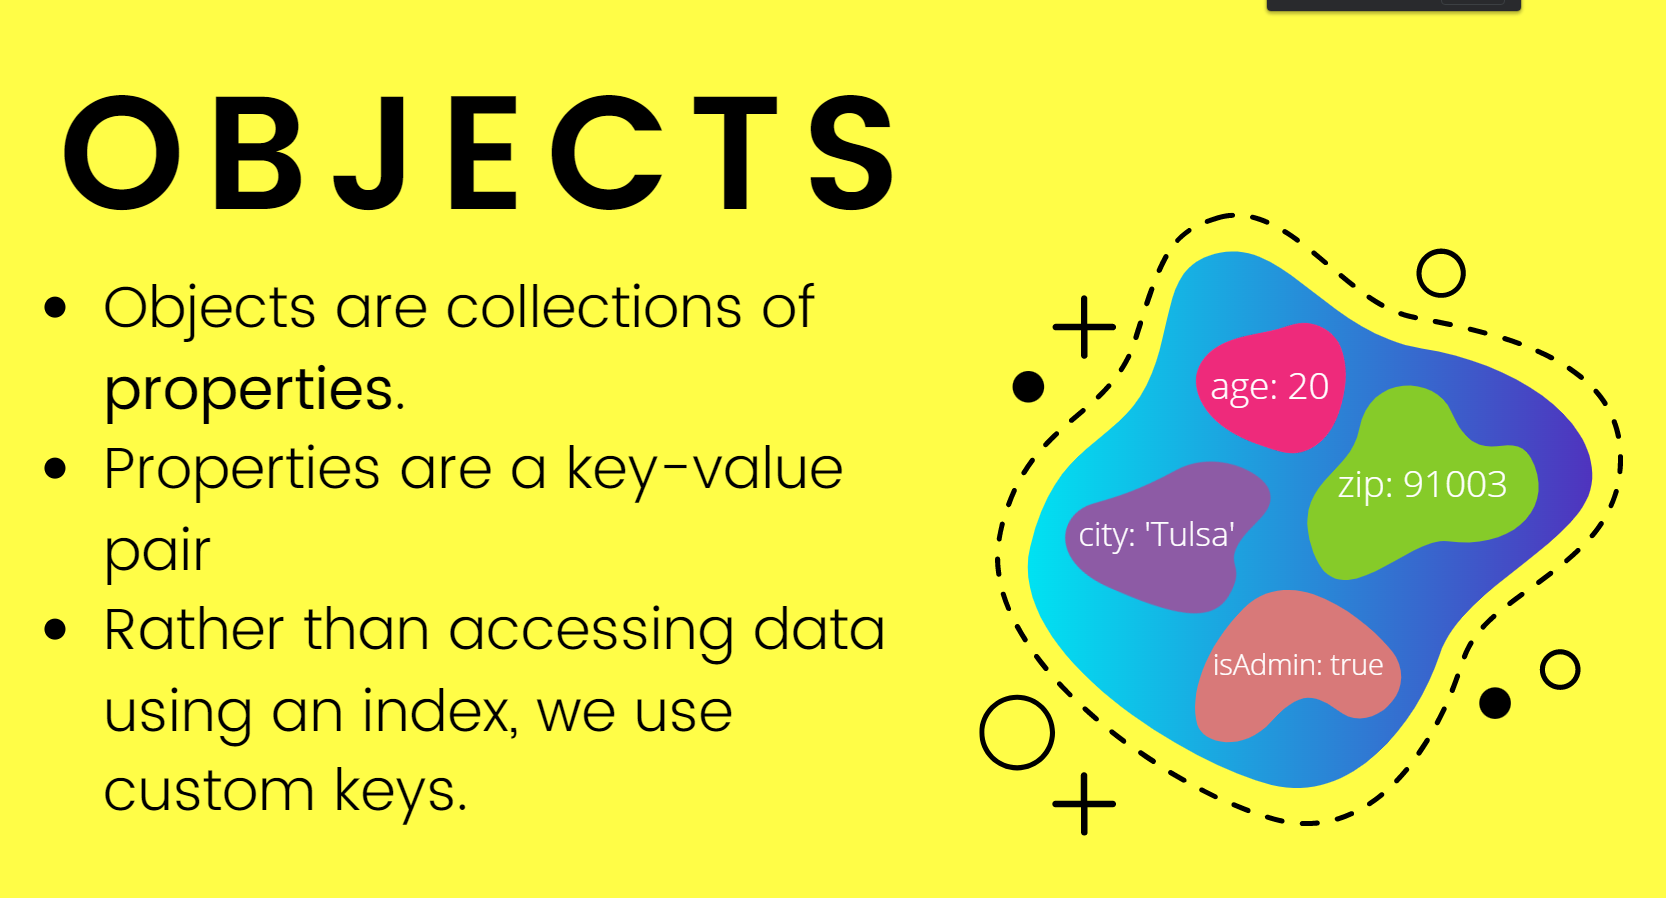 OBJECTS
• Objects are collections of
properties.
• Properties are a key-value
pair
• Rather than accessing data
using an index, we use
custom keys.
age: 20
zip: 91003
city: 'Tulsa'
isAdmin: true